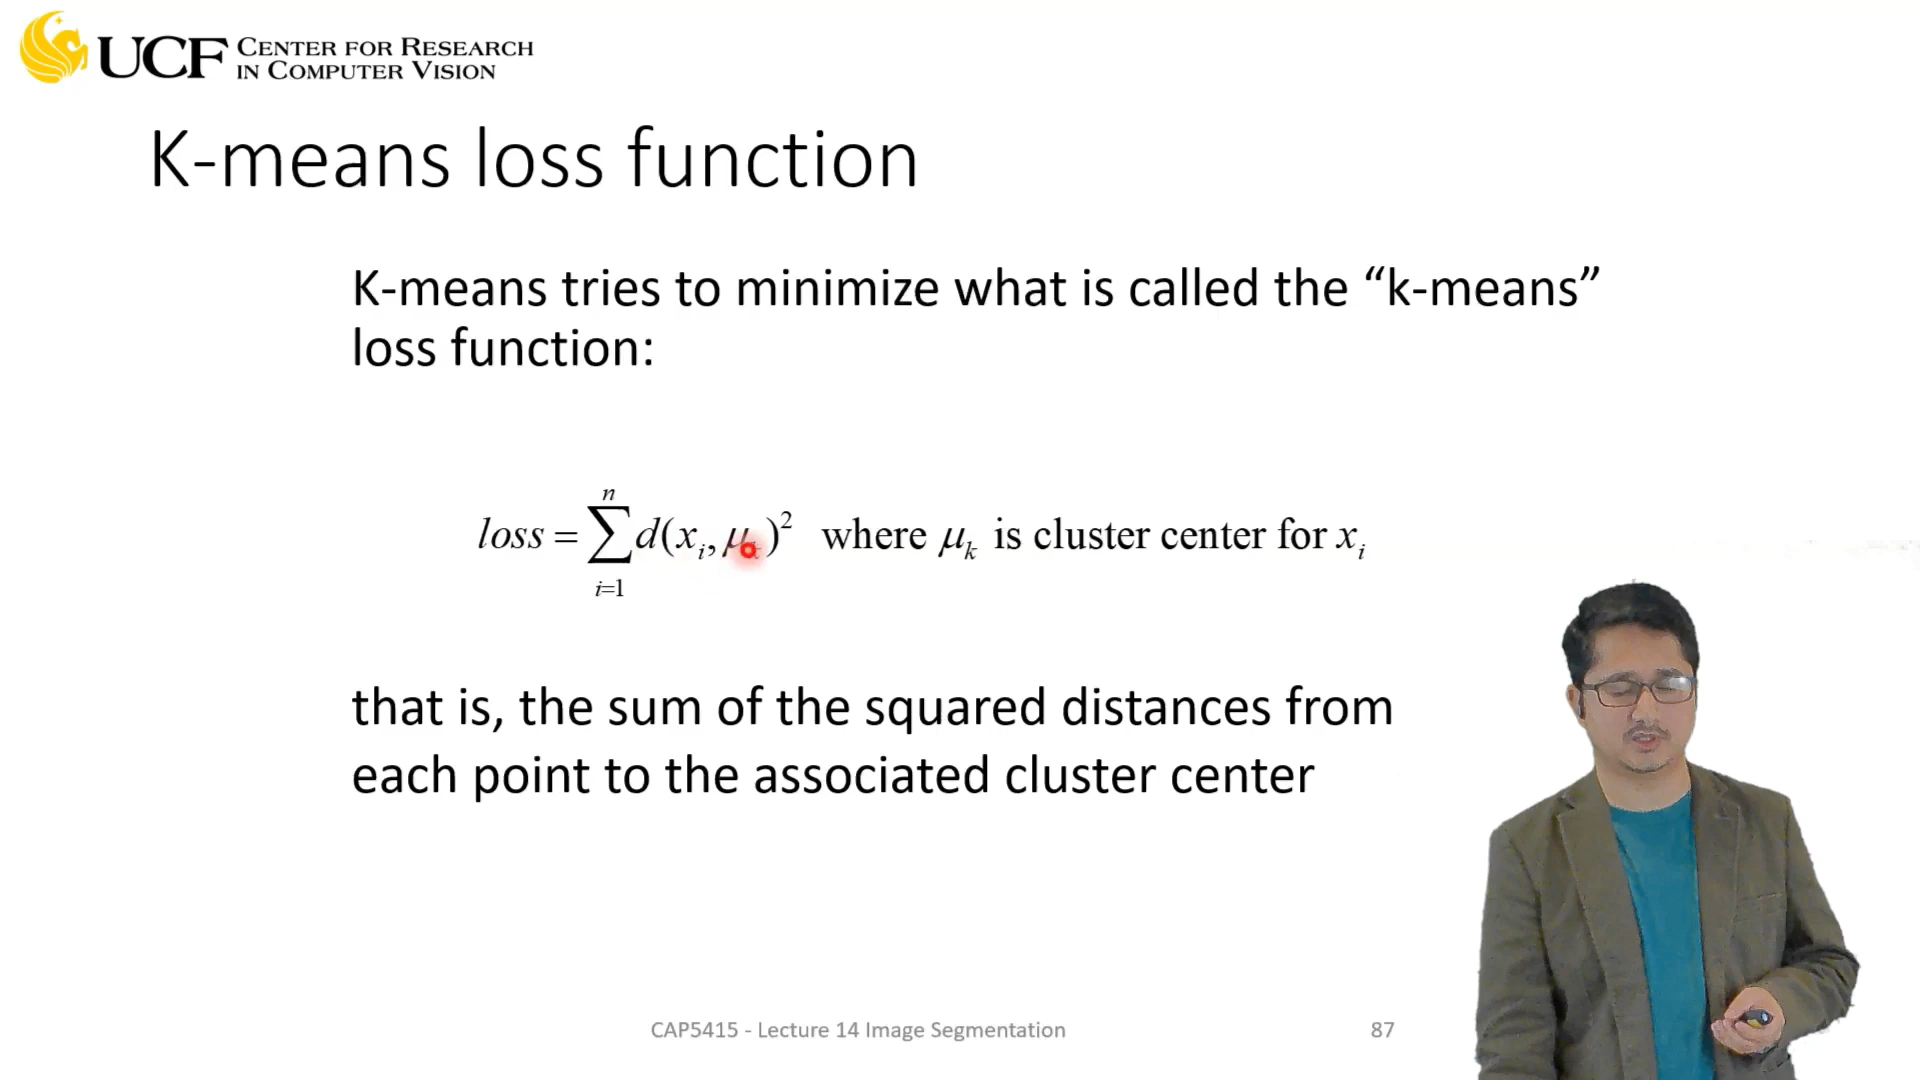 UCF CENTER FOR RESEARCH
IN COMPUTER VISION
K-means loss function
K-means tries to minimize what is called the “k-means”
loss function:
loss = \sum_{i=1}^{n} d(x_i, μ_k)^2 where μ_k is cluster center for x_i
that is, the sum of the squared distances from
each point to the associated cluster center
CAP5415 - Lecture 14 Image Segmentation 87